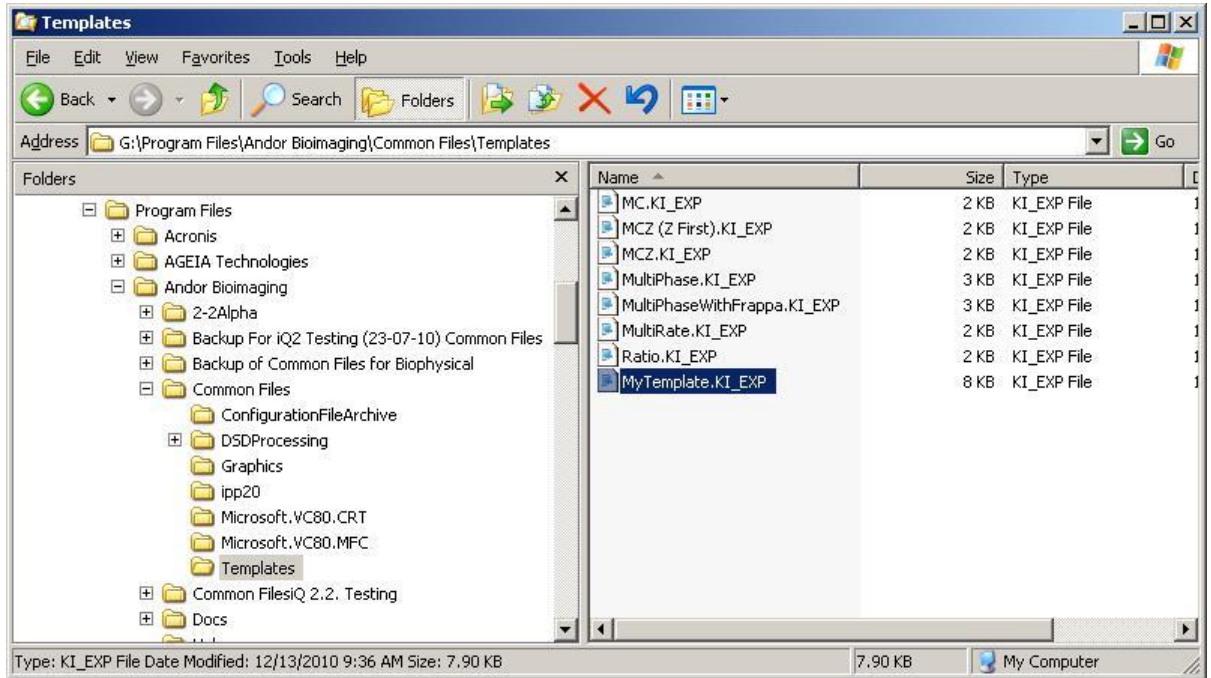 Templates
File Edit View Favorites Tools Help
Back Search Folders
Address G:\Program Files\Andor Bioimaging\Common Files\Templates Go
Folders
Program Files
Acronis
AGEIA Technologies
Andor Bioimaging
2-2Alpha
Backup For iQ2 Testing (23-07-10) Common Files
Backup of Common Files for Biophysical
Common Files
ConfigurationFileArchive
DSDProcessing
Graphics
ipp20
Microsoft.VC80.CRT
Microsoft.VC80.MFC
Templates
Common FilesiQ 2.2. Testing
Docs
Name Size Type
MC.KI_EXP 2 KB KI_EXP File
MCZ (Z First).KI_EXP 2 KB KI_EXP File
MCZ.KI_EXP 2 KB KI_EXP File
MultiPhase.KI_EXP 3 KB KI_EXP File
MultiPhaseWithFrappa.KI_EXP 3 KB KI_EXP File
MultiRate.KI_EXP 2 KB KI_EXP File
Ratio.KI_EXP 2 KB KI_EXP File
MyTemplate.KI_EXP 8 KB KI_EXP File
Type: KI_EXP File Date Modified: 12/13/2010 9:36 AM Size: 7.90 KB 7.90 KB My Computer